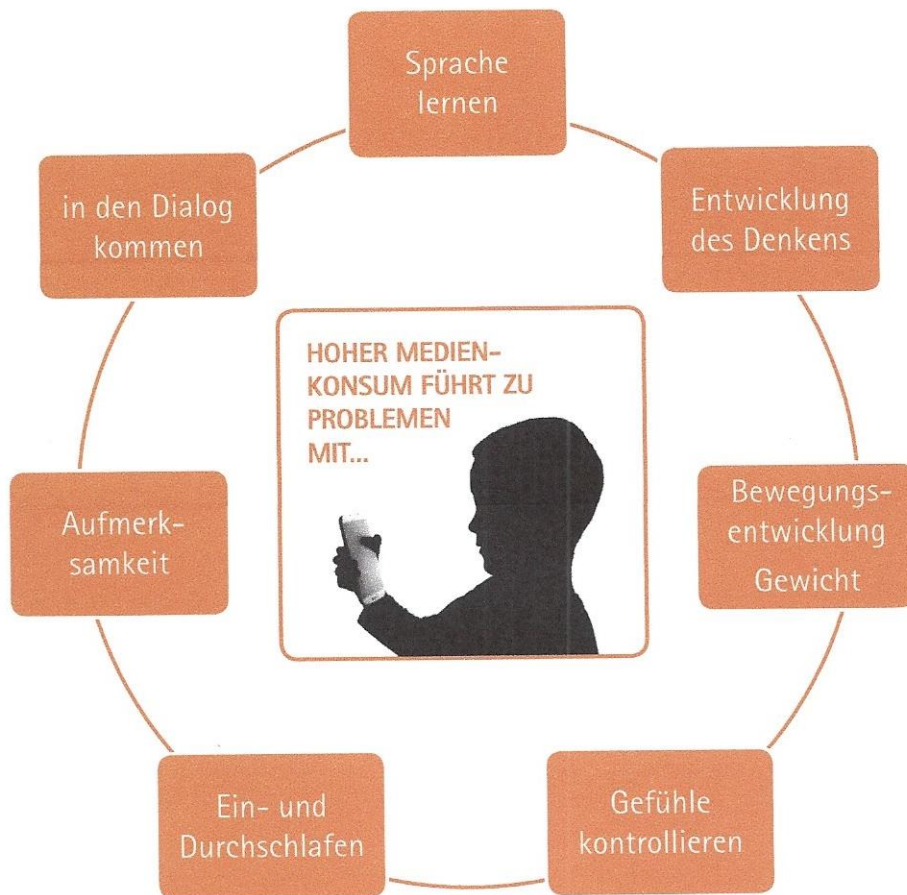 Sprache
lernen
Entwicklung
des Denkens
Bewegungs-
entwicklung
Gewicht
Gefühle
kontrollieren
Ein- und
Durchschlafen
Aufmerk-
samkeit
in den Dialog
kommen
HOHER MEDIEN-
KONSUM FÜHRT ZU
PROBLEMEN
MIT...